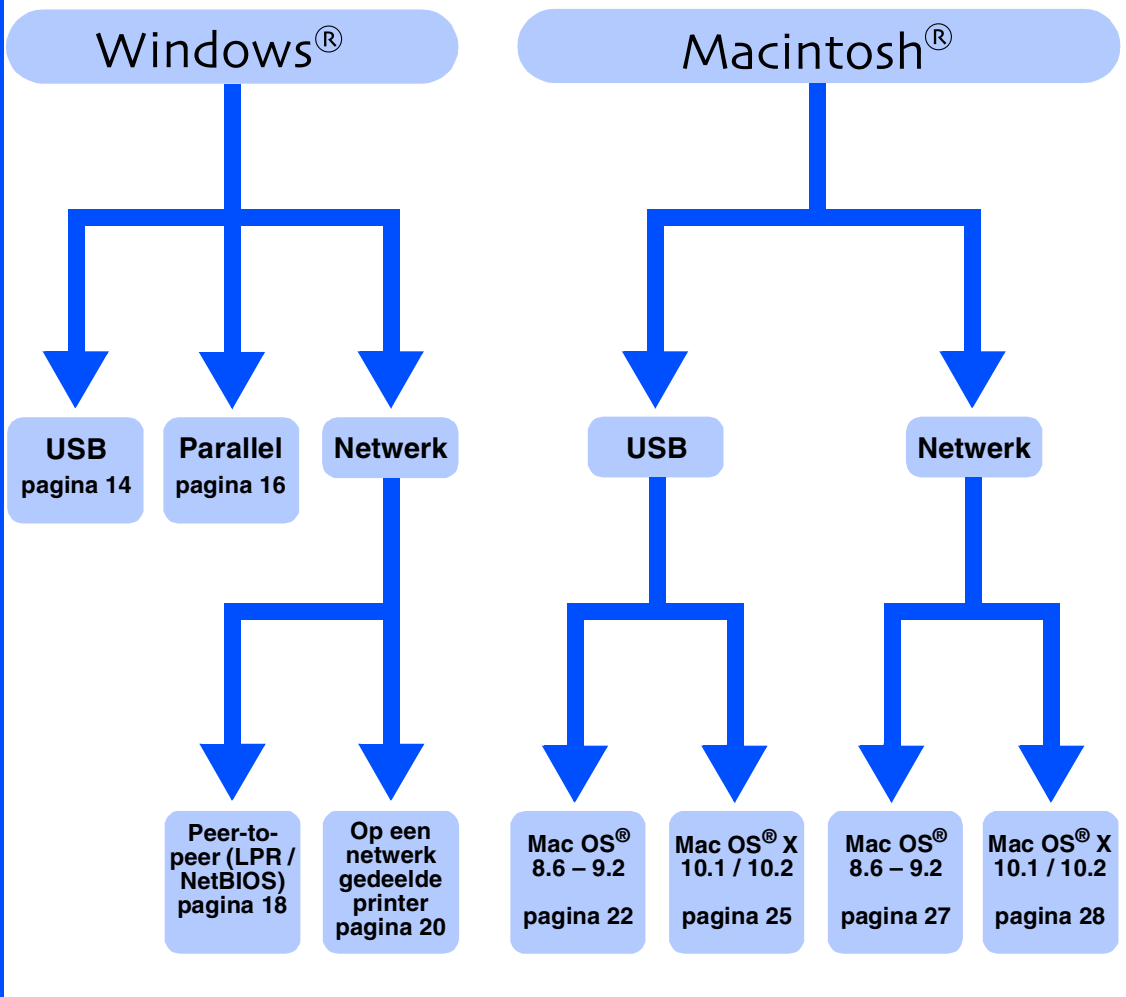 Windows®
Macintosh®
USB
pagina 14
Parallel
pagina 16
Netwerk
USB
Netwerk
Peer-to-
peer (LPR /
NetBIOS)
pagina 18
Op een
netwerk
gedeelde
printer
pagina 20
Mac OS®
8.6 – 9.2
pagina 22
Mac OS® X
10.1 / 10.2
pagina 25
Mac OS®
8.6 – 9.2
pagina 27
Mac OS® X
10.1 / 10.2
pagina 28